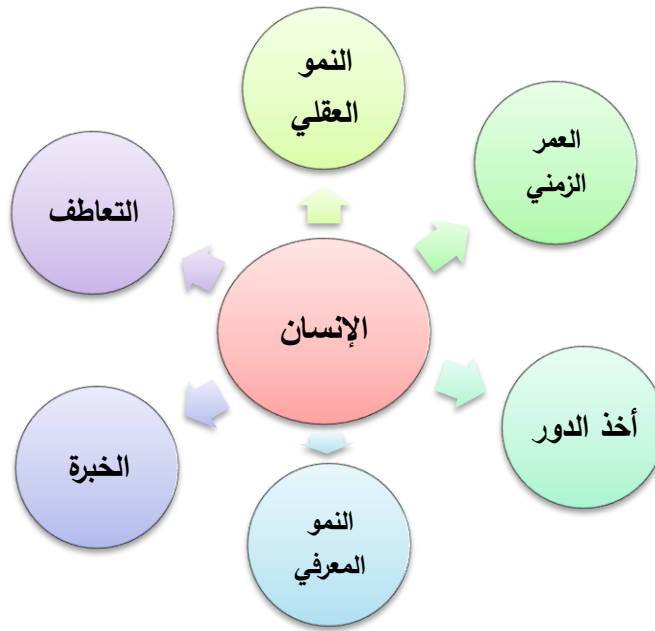 النمو
العقلي
العمر
الزمني
التعاطف
الإنسان
أخذ الدور
الخبرة
النمو
المعرفي